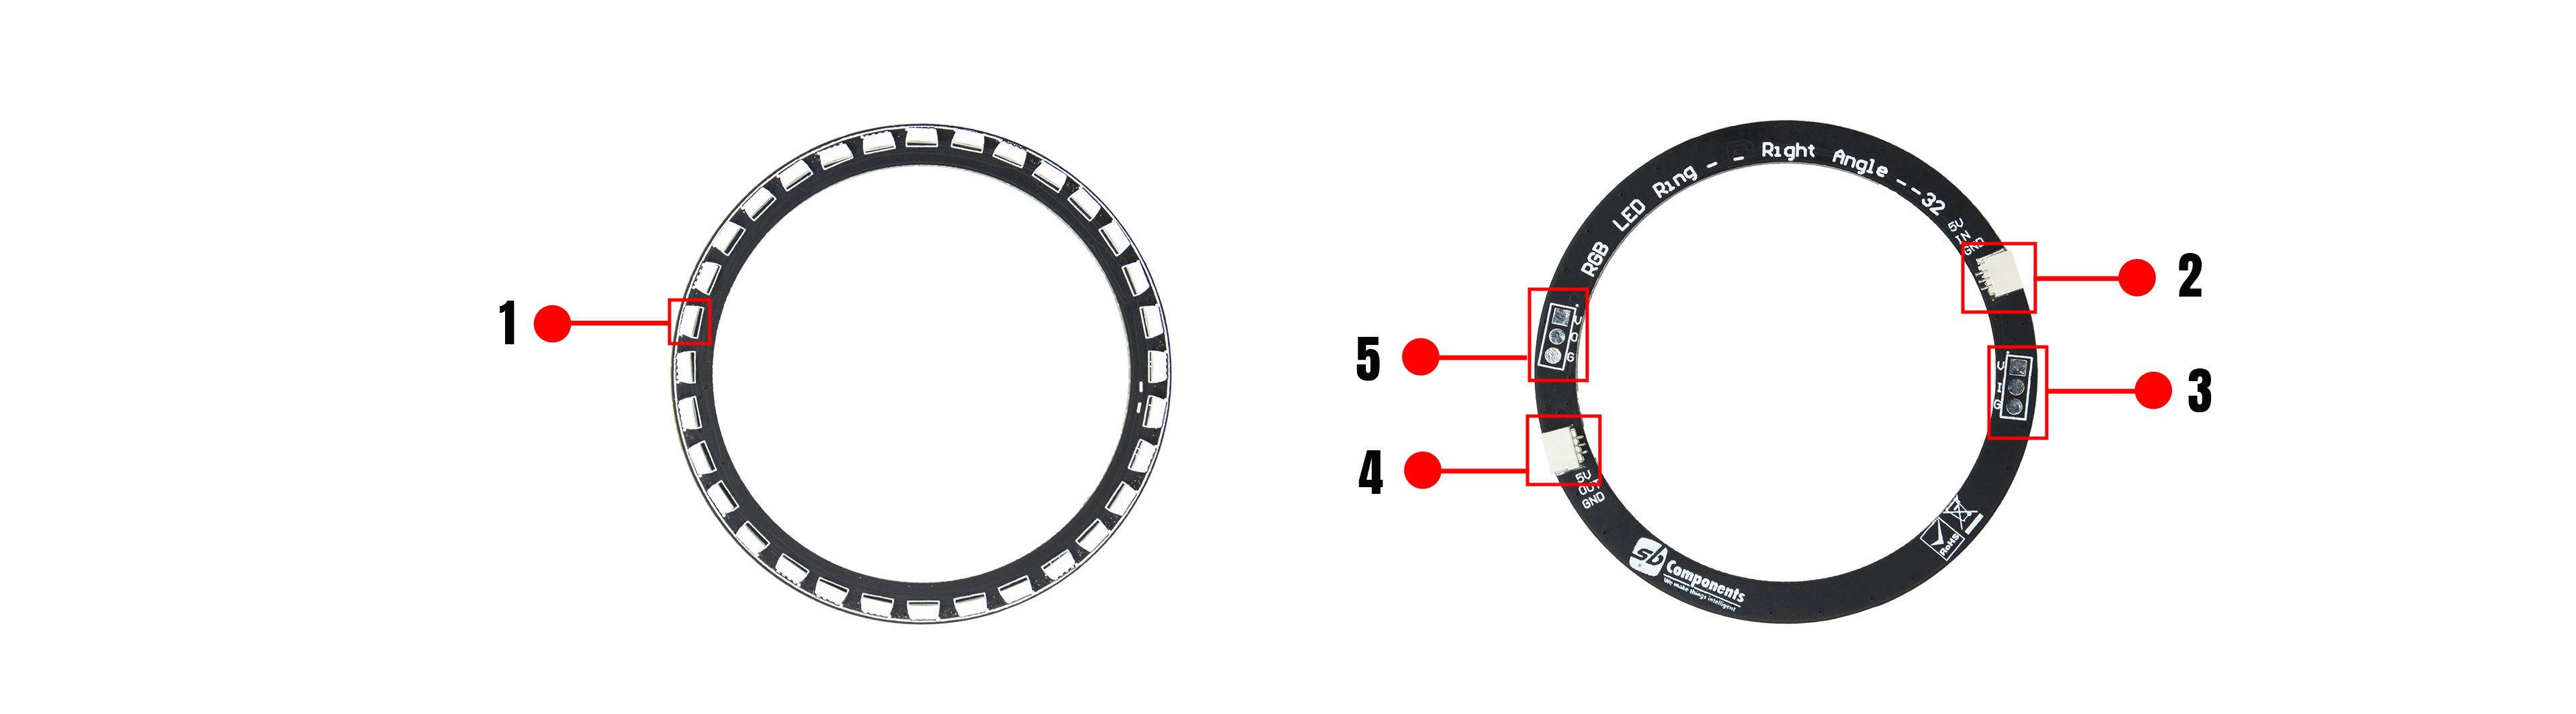 1
RGB LED Ring - - Right Angle --32
5V
IN
GND
2
V
I
G
3
V
O
G
5
4
5V
OUT
GND
sb
Components
We make things intelligent
RoHS